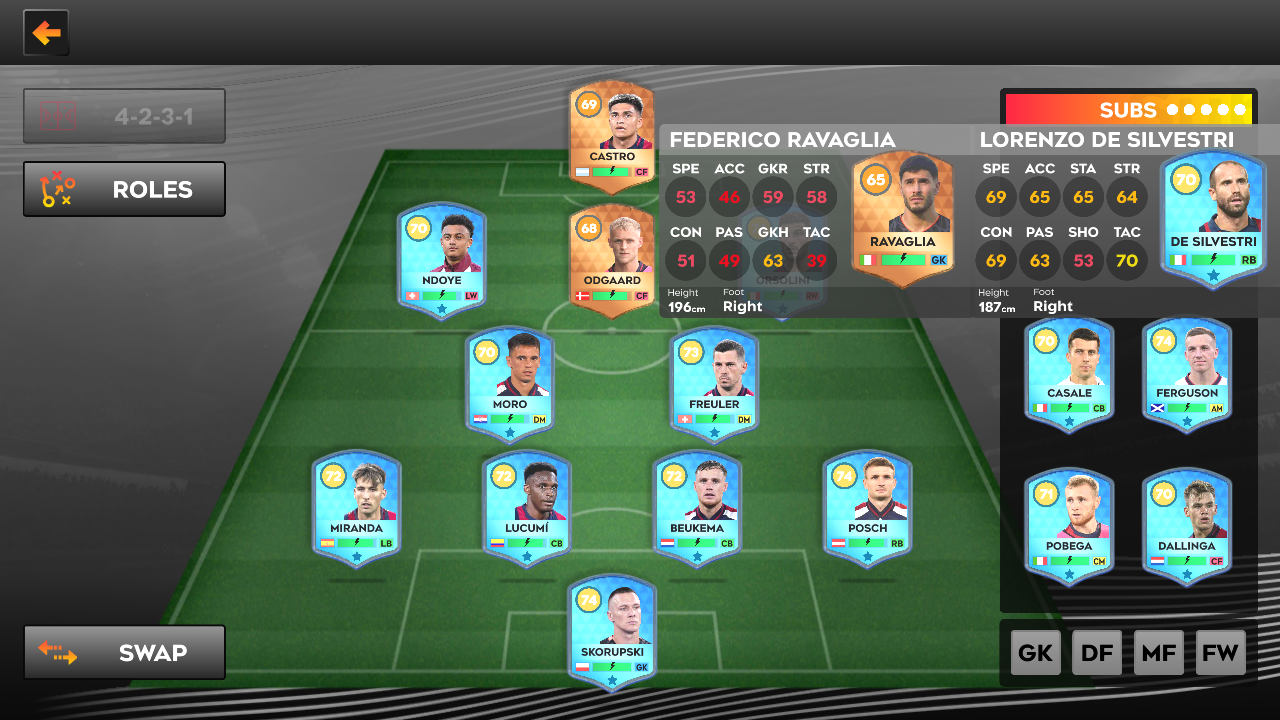 4-2-3-1
ROLES
SWAP
SUBS
69
CASTRO
CF
70
NDOYE
LW
68
ODGAARD
CF
ORSOLINI
RW
70
MORO
DM
73
FREULER
DM
72
MIRANDA
LB
72
LUCUMÍ
CB
72
BEUKEMA
CB
74
POSCH
RB
74
SKORUPSKI
GK
FEDERICO RAVAGLIA
SPE ACC GKR STR
53 46 59 58
CON PAS GKH TAC
51 49 63 39
Height Foot
196cm Right
65
RAVAGLIA
GK
LORENZO DE SILVESTRI
SPE ACC STA STR
69 65 65 64
CON PAS SHO TAC
69 63 53 70
Height Foot
187cm Right
70
DE SILVESTRI
RB
70
CASALE
CB
74
FERGUSON
AM
71
POBEGA
CM
70
DALLINGA
CF
GK DF MF FW